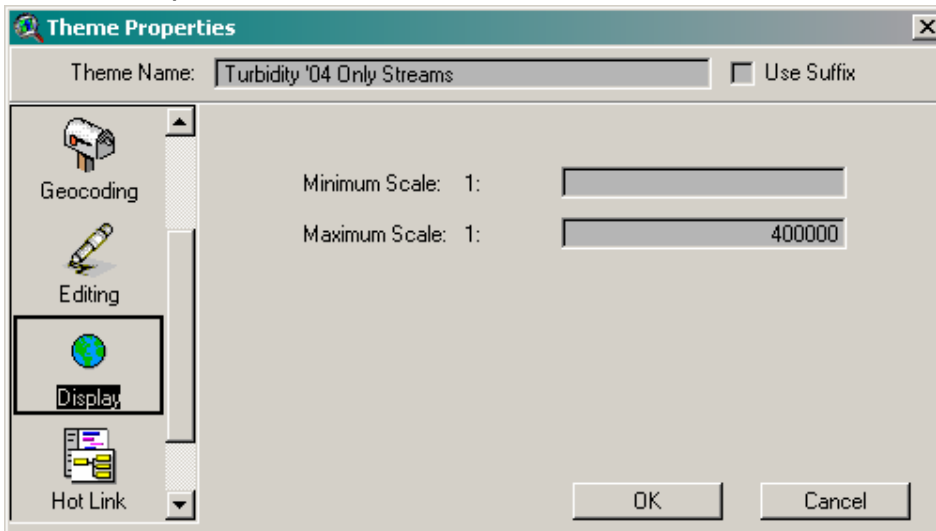 Theme Properties
Theme Name: Turbidity '04 Only Streams Use Suffix
Geocoding
Editing
Display
Hot Link
Minimum Scale: 1:
Maximum Scale: 1: 400000
OK Cancel